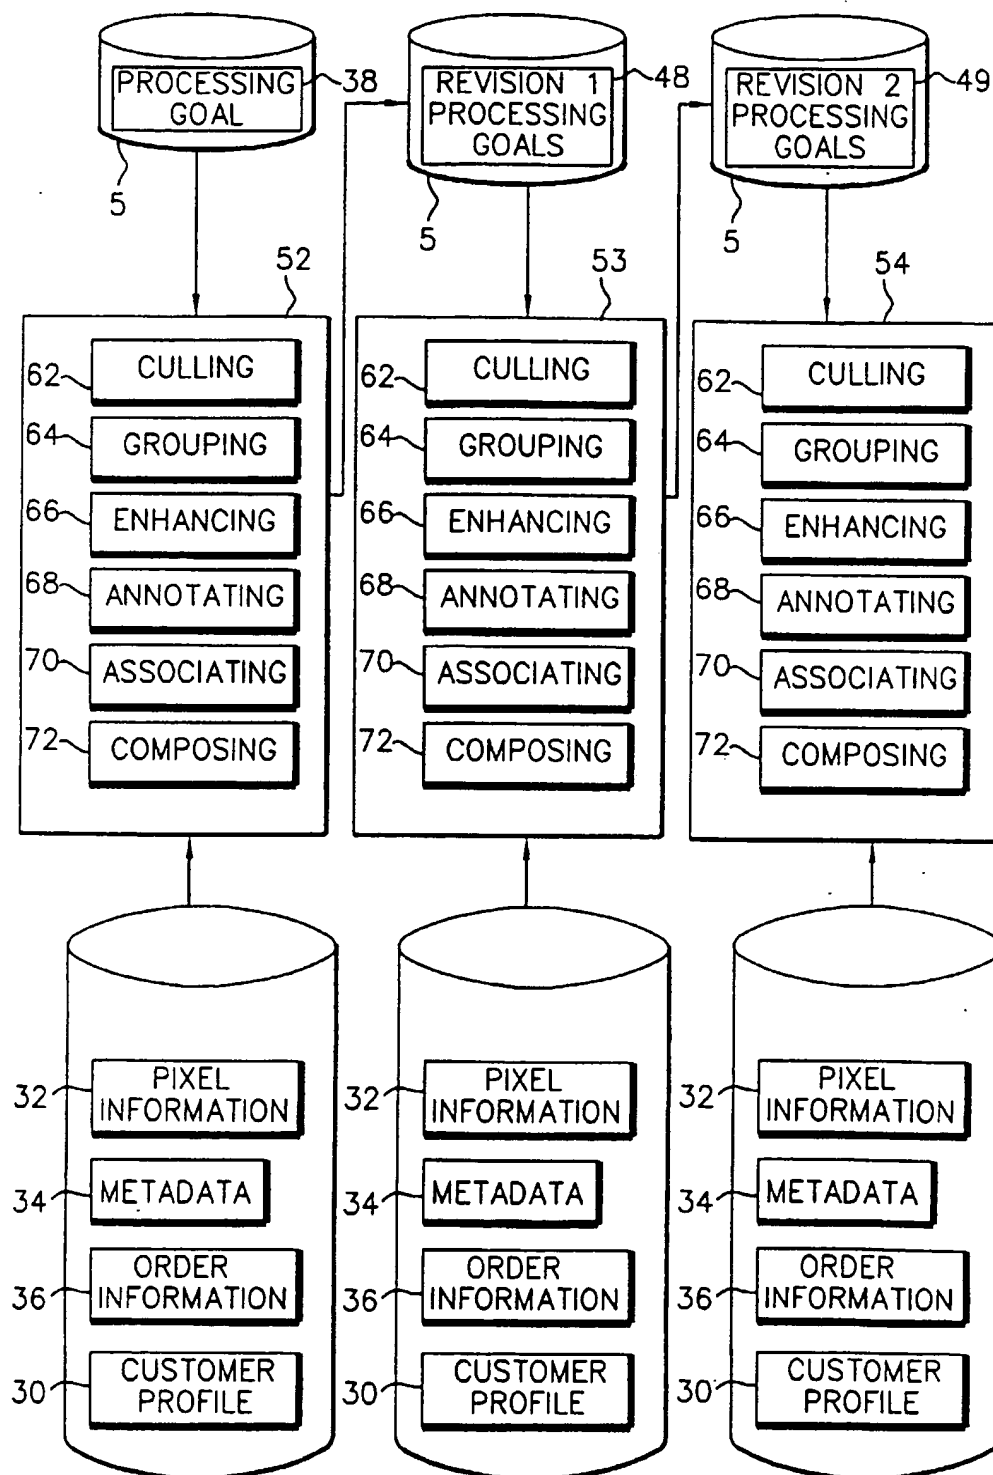 PROCESSING
GOAL
38
5
REVISION 1
PROCESSING
GOALS
48
5
REVISION 2
PROCESSING
GOALS
49
5
52
62 CULLING
64 GROUPING
66 ENHANCING
68 ANNOTATING
70 ASSOCIATING
72 COMPOSING
53
62 CULLING
64 GROUPING
66 ENHANCING
68 ANNOTATING
70 ASSOCIATING
72 COMPOSING
54
62 CULLING
64 GROUPING
66 ENHANCING
68 ANNOTATING
70 ASSOCIATING
72 COMPOSING
32 PIXEL
INFORMATION
34 METADATA
36 ORDER
INFORMATION
30 CUSTOMER
PROFILE
32 PIXEL
INFORMATION
34 METADATA
36 ORDER
INFORMATION
30 CUSTOMER
PROFILE
32 PIXEL
INFORMATION
34 METADATA
36 ORDER
INFORMATION
30 CUSTOMER
PROFILE